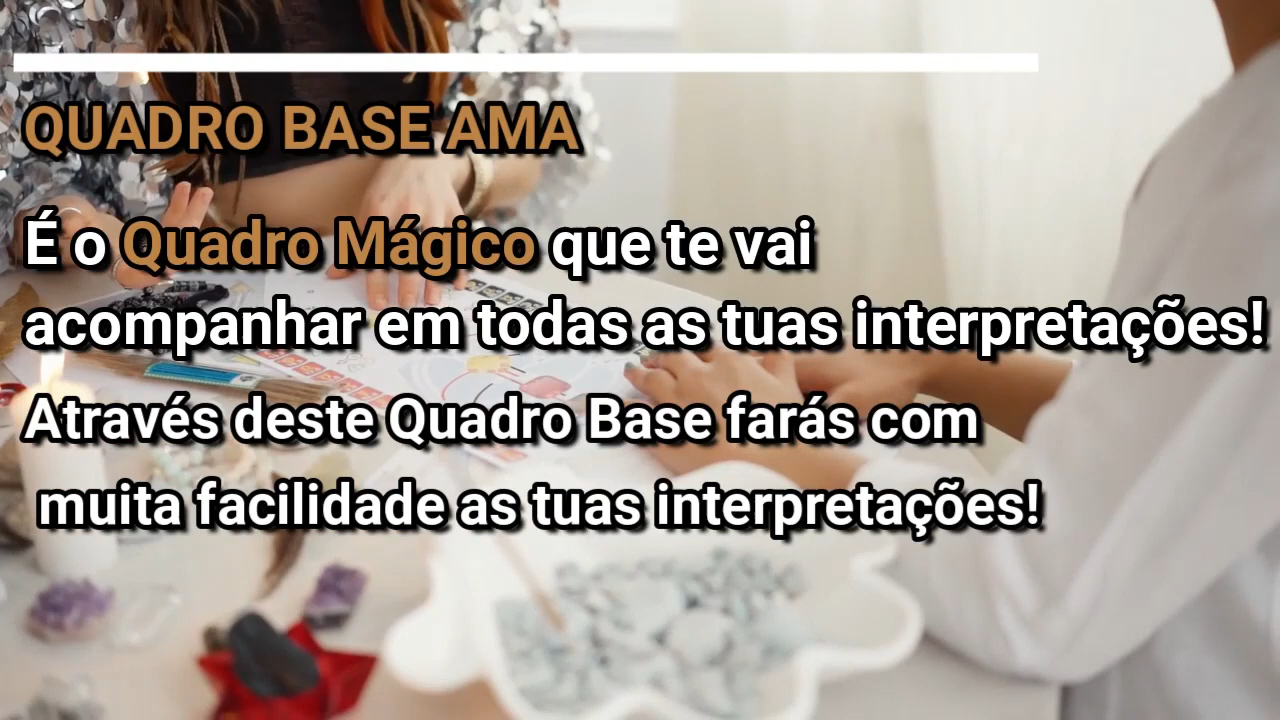 QUADRO BASE AMA
É o Quadro Mágico que te vai
acompanhar em todas as tuas interpretações!
Através deste Quadro Base farás com
muita facilidade as tuas interpretações!